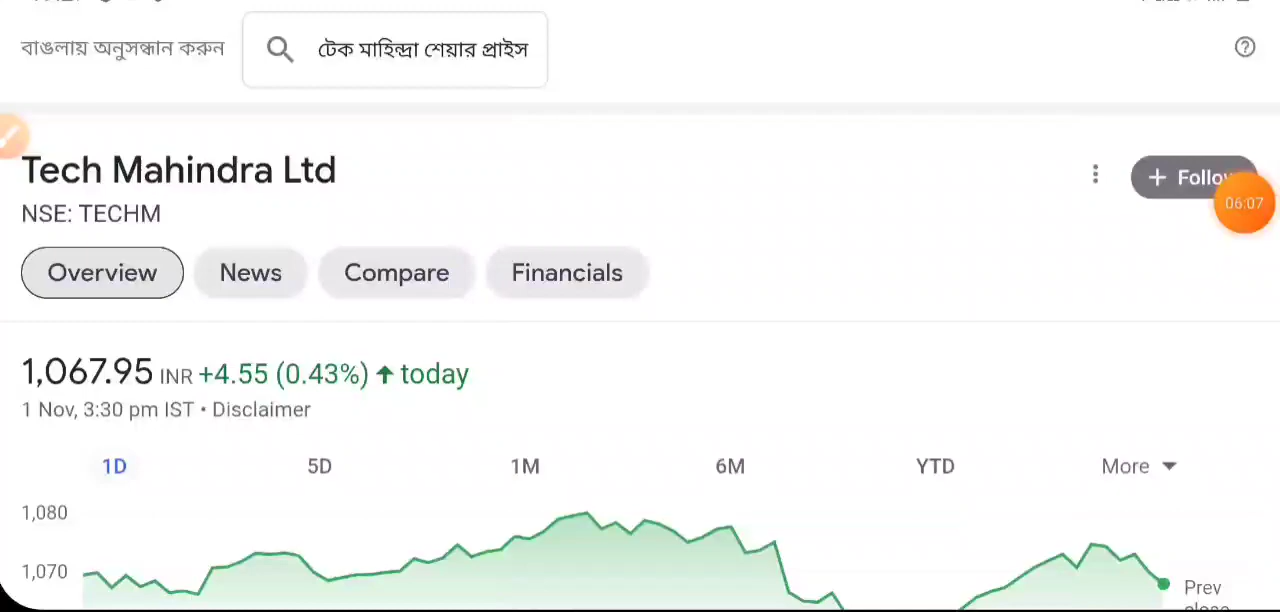 বাঙলায় অনুসন্ধান করুন
টেক মাহিন্দ্রা শেয়ার প্রাইস
Tech Mahindra Ltd
+ Follow
06:07
NSE: TECHM
Overview
News
Compare
Financials
1,067.95 INR +4.55 (0.43%) ↑ today
1 Nov, 3:30 pm IST • Disclaimer
1D
5D
1M
6M
YTD
More
1,080
1,070
Prev
close